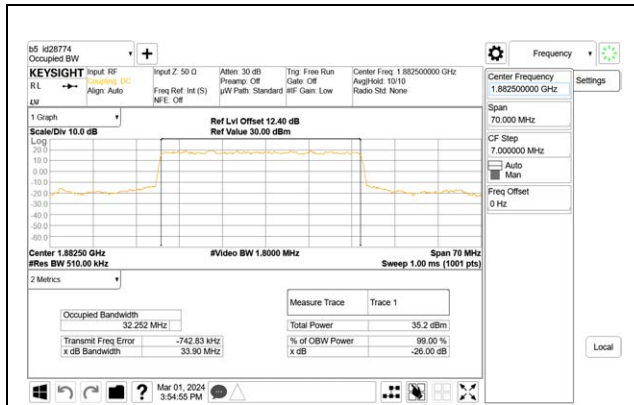 b5 id28774
Occupied BW
Frequency
KEYSIGHT
Input: RF
Coupling: DC
Align: Auto
Input Z: 50 Ω
Freq Ref: Int (S)
NFE: Off
Atten: 30 dB
Preamp: Off
µW Path: Standard
Trig: Free Run
Gate: Off
#IF Gain: Low
Center Freq: 1.882500000 GHz
Avg|Hold: 10/10
Radio Std: None
R L
Center Frequency
1.882500000 GHz
Settings
Span
70.000 MHz
CF Step
7.000000 MHz
Auto
Man
Freq Offset
0 Hz
1 Graph
Scale/Div 10.0 dB
Ref Lvl Offset 12.40 dB
Ref Value 30.00 dBm
Log
20.0
10.0
0.00
-10.0
-20.0
-30.0
-40.0
-50.0
-60.0
Center 1.88250 GHz
#Res BW 510.00 kHz
#Video BW 1.8000 MHz
Span 70 MHz
Sweep 1.00 ms (1001 pts)
2 Metrics
Measure Trace Trace 1
Occupied Bandwidth
32.252 MHz
Total Power 35.2 dBm
Transmit Freq Error -742.83 kHz
% of OBW Power 99.00 %
x dB Bandwidth 33.90 MHz
x dB -26.00 dB
Local
Mar 01, 2024
3:54:55 PM